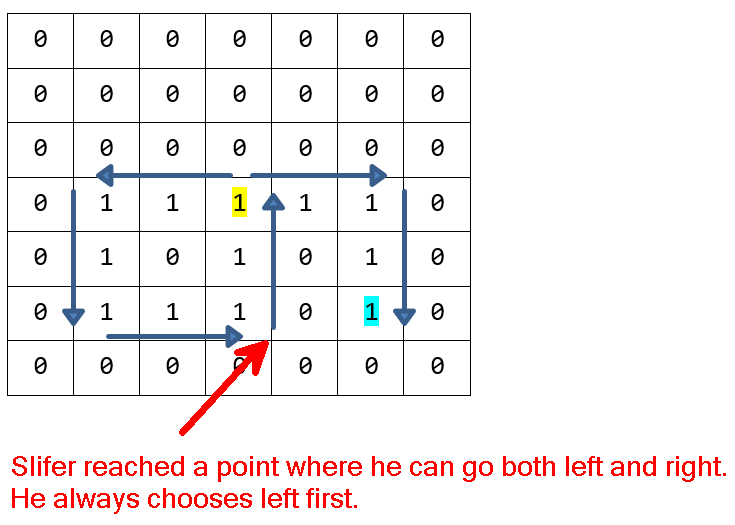 0 0 0 0 0 0 0
0 0 0 0 0 0 0
0 0 0 0 0 0 0
0 1 1 1 1 1 0
0 1 0 1 0 1 0
0 1 1 1 0 1 0
0 0 0 0 0 0 0
Slifer reached a point where he can go both left and right.
He always chooses left first.